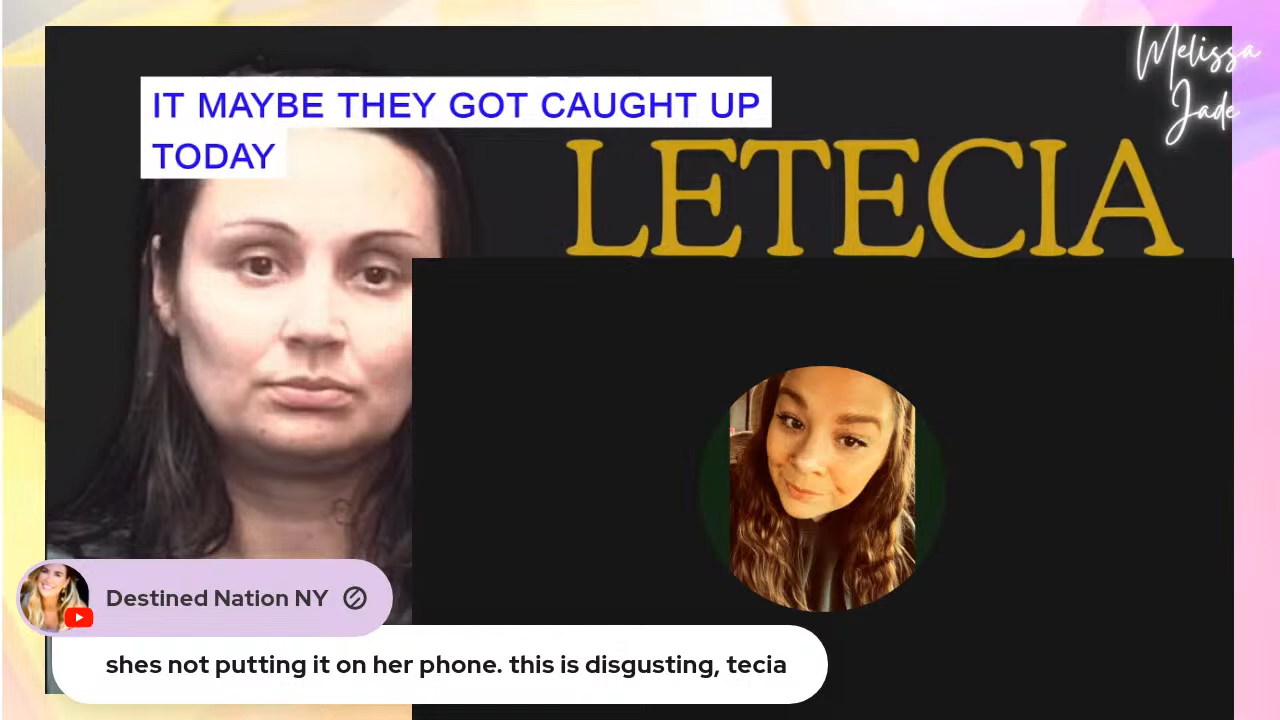 Melissa
Jade
IT MAYBE THEY GOT CAUGHT UP
TODAY
LETECIA
Destined Nation NY
shes not putting it on her phone. this is disgusting, tecia